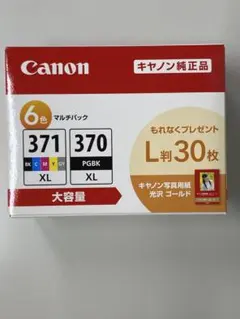 Canon
キヤノン純正品
6色 マルチパック
371 370
BK C M Y GY PGBK
XL XL
大容量
もれなくプレゼント
L判30枚
キヤノン写真用紙
光沢 ゴールド